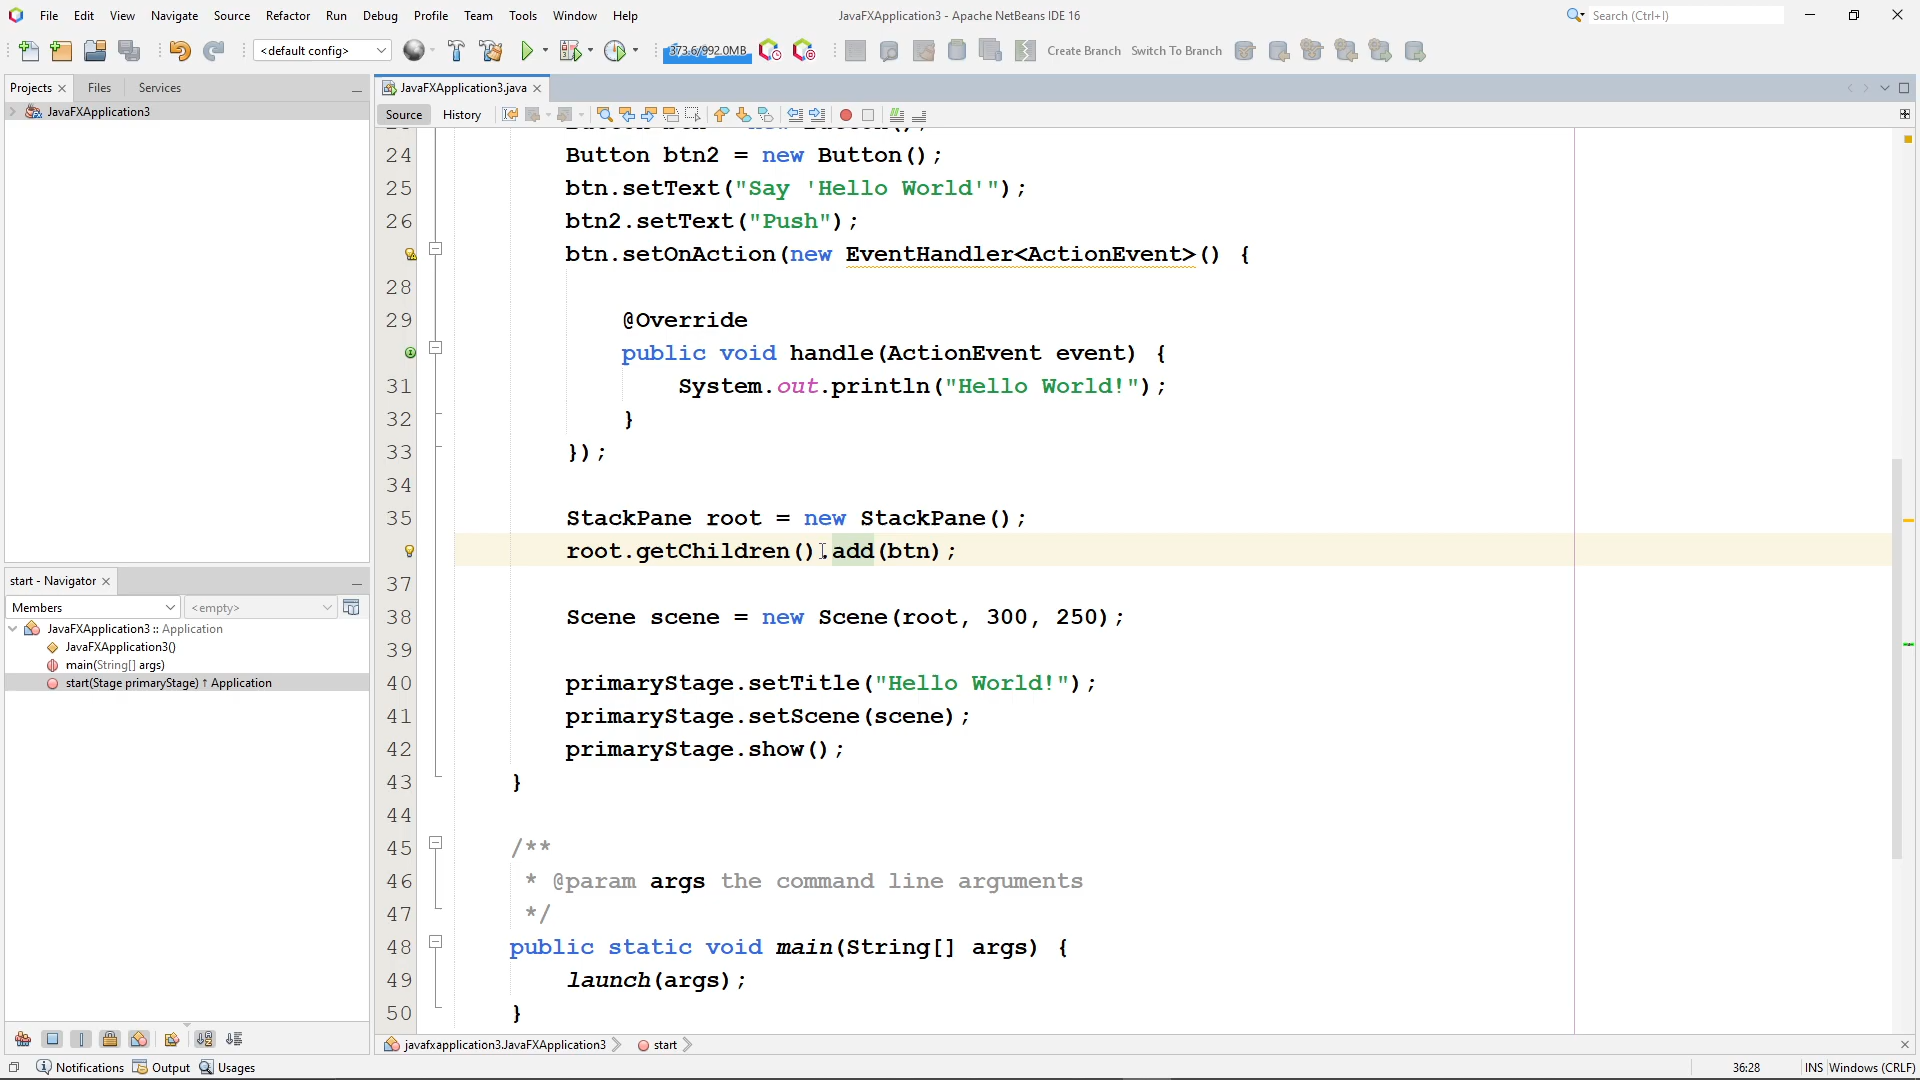 File Edit View Navigate Source Refactor Run Debug Profile Team Tools Window Help
JavaFXApplication3 - Apache NetBeans IDE 16
Search (Ctrl+I)
<default config>
373.6/992.0MB
Create Branch Switch To Branch
Projects Files Services
JavaFXApplication3.java
JavaFXApplication3
Source History
24 Button btn2 = new Button();
25 btn.setText("Say 'Hello World'");
26 btn2.setText("Push");
btn.setOnAction(new EventHandler<ActionEvent>() {
28
29 @Override
public void handle(ActionEvent event) {
31 System.out.println("Hello World!");
32 }
33 });
34
35 StackPane root = new StackPane();
root.getChildren().add(btn);
37
38 Scene scene = new Scene(root, 300, 250);
39
40 primaryStage.setTitle("Hello World!");
41 primaryStage.setScene(scene);
42 primaryStage.show();
43 }
44
45 /**
46 * @param args the command line arguments
47 */
48 public static void main(String[] args) {
49 launch(args);
50 }
start - Navigator
Members
<empty>
JavaFXApplication3 :: Application
JavaFXApplication3()
main(String[] args)
start(Stage primaryStage) ↑ Application
javafxapplication3.JavaFXApplication3
start
Notifications Output Usages
36:28
INS Windows (CRLF)